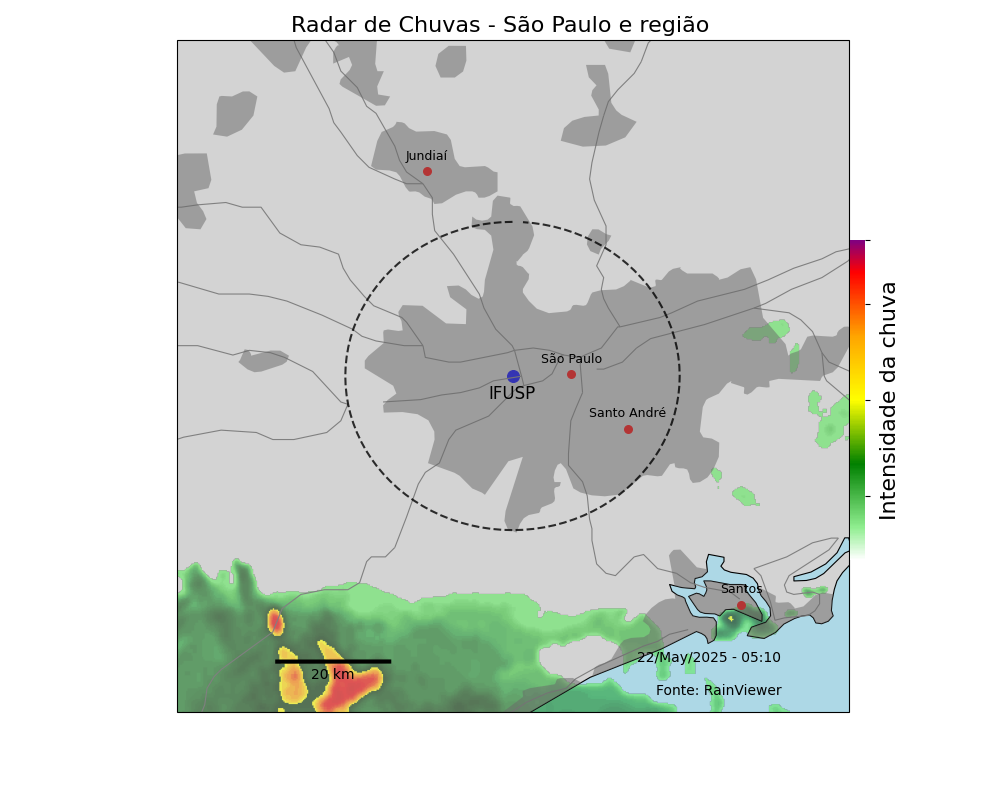 Radar de Chuvas - São Paulo e região
Jundiaí
São Paulo
IFUSP
Santo André
Intensidade da chuva
Santos
22/May/2025 - 05:10
20 km
Fonte: RainViewer